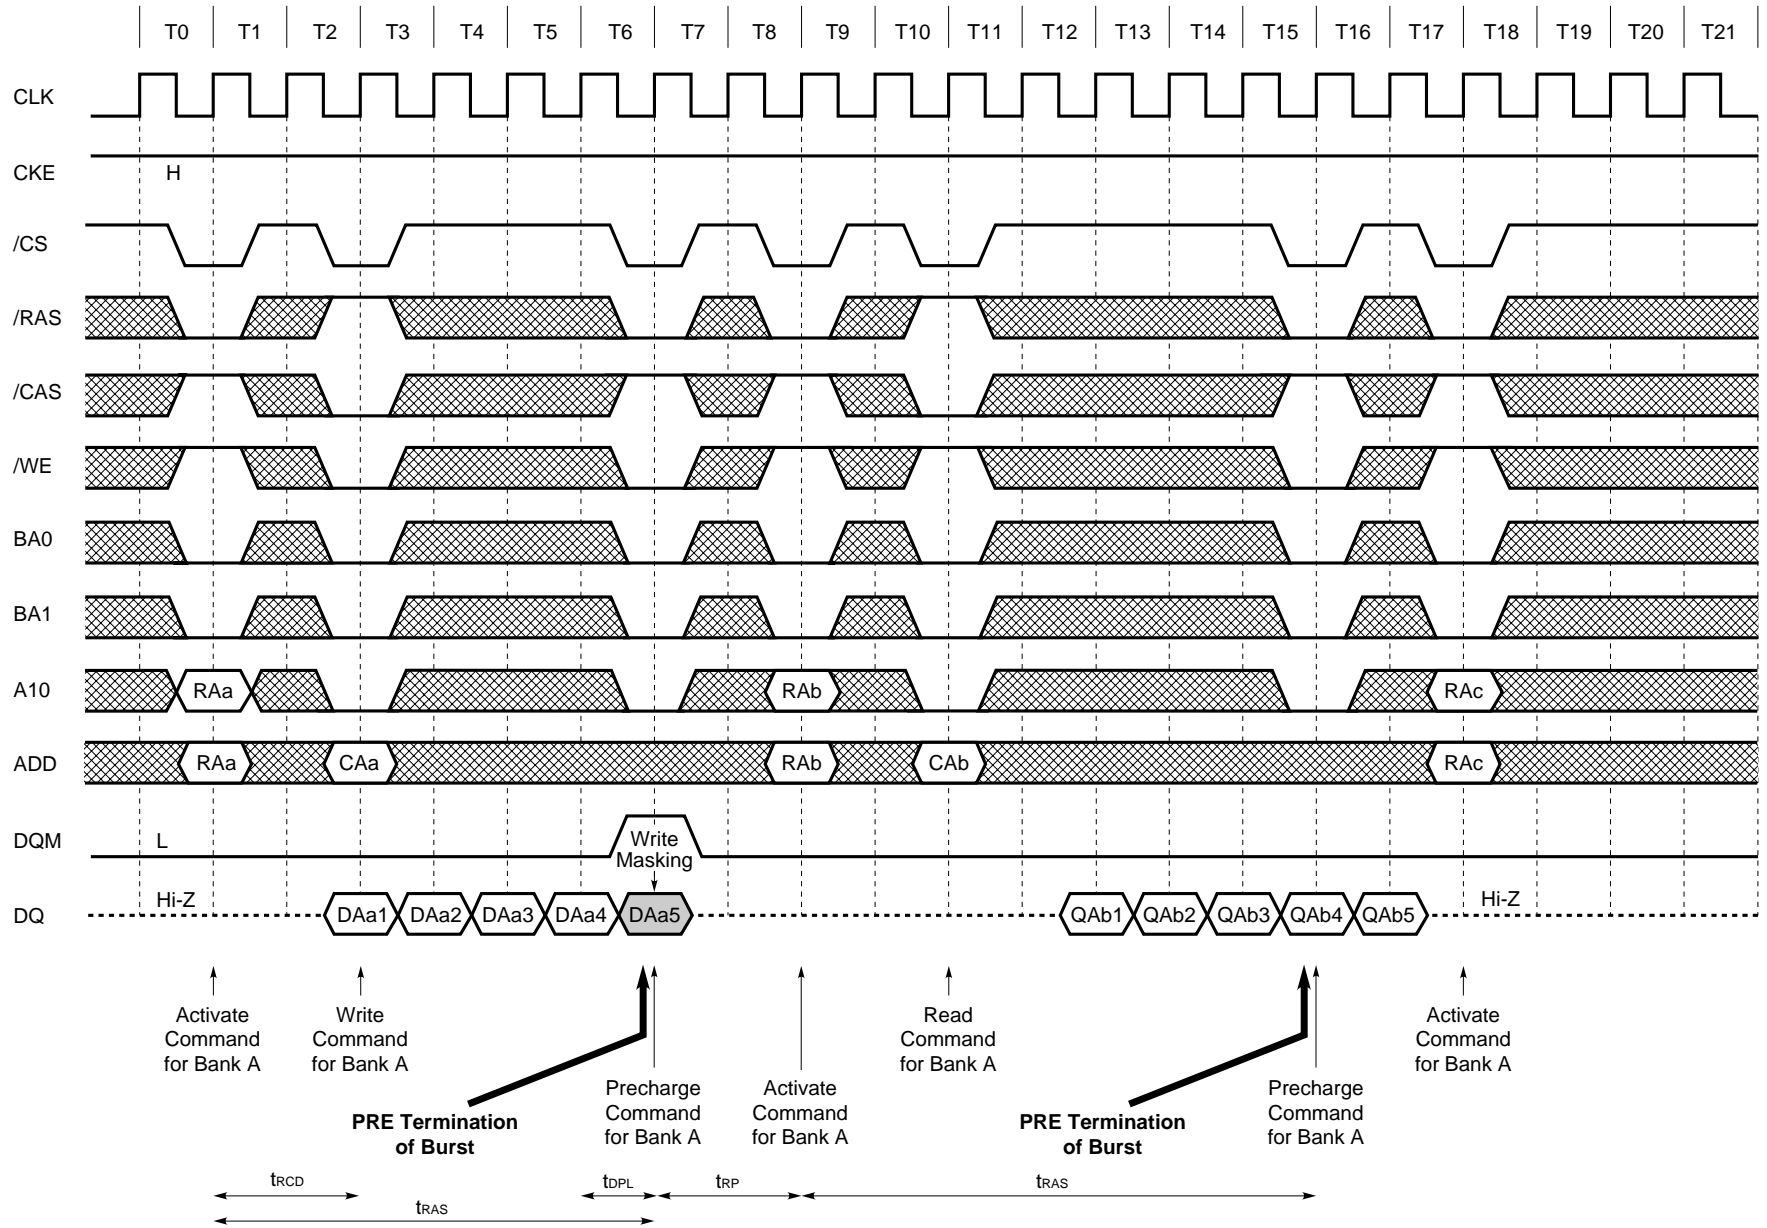 T0 T1 T2 T3 T4 T5 T6 T7 T8 T9 T10 T11 T12 T13 T14 T15 T16 T17 T18 T19 T20 T21
CLK
CKE H
/CS
/RAS
/CAS
/WE
BA0
BA1
A10 RAa RAb RAc
ADD RAa CAa RAb CAb RAc
DQM L Write
Masking
DQ Hi-Z DAa1 DAa2 DAa3 DAa4 DAa5 QAb1 QAb2 QAb3 QAb4 QAb5 Hi-Z
Activate
Command
for Bank A
Write
Command
for Bank A
PRE Termination
of Burst
Precharge
Command
for Bank A
Activate
Command
for Bank A
Read
Command
for Bank A
PRE Termination
of Burst
Precharge
Command
for Bank A
Activate
Command
for Bank A
tRCD tDPL tRP tRAS
tRAS